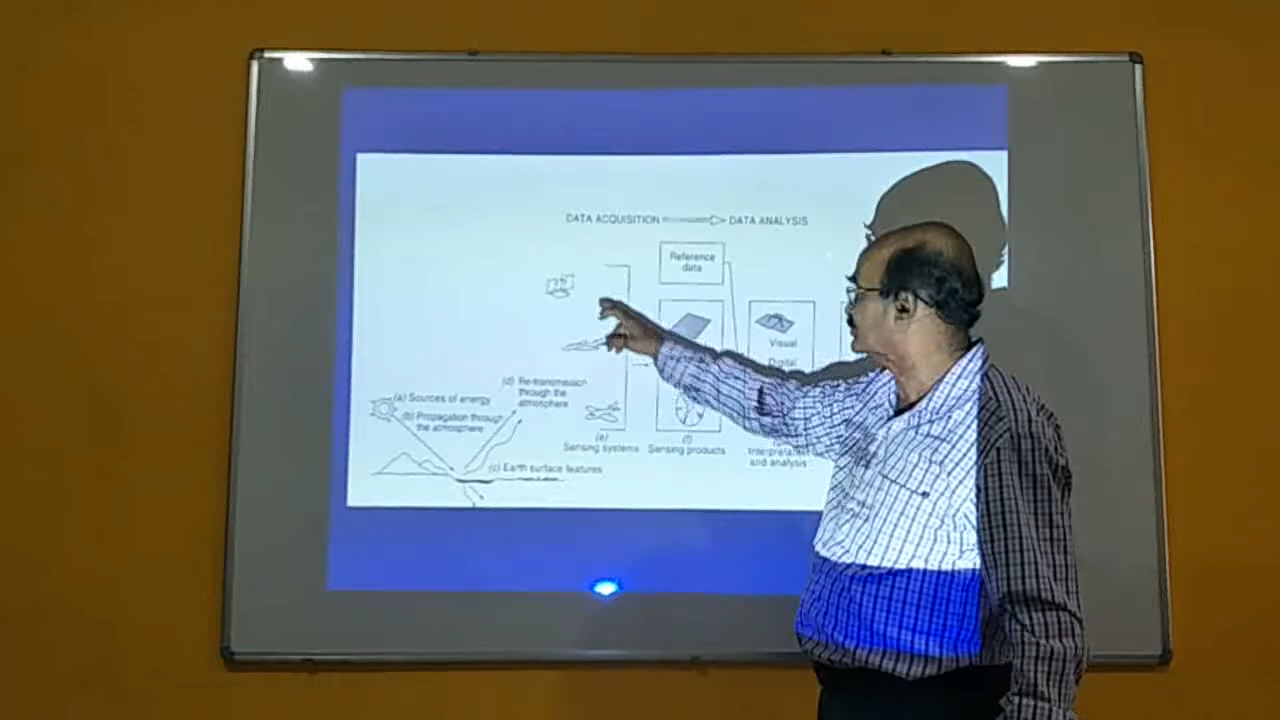 DATA ACQUISITION
DATA ANALYSIS
Reference
data
Visual
Digital
(d) Re-transmission
through the
atmosphere
(a) Sources of energy
(b) Propagation through
the atmosphere
(e)
Sensing systems
(f)
Sensing products
Interpretation
and analysis
(c) Earth surface features